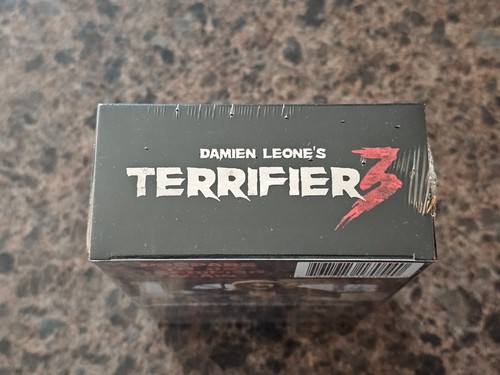 DAMIEN LEONE'S
TERRIFIER 3